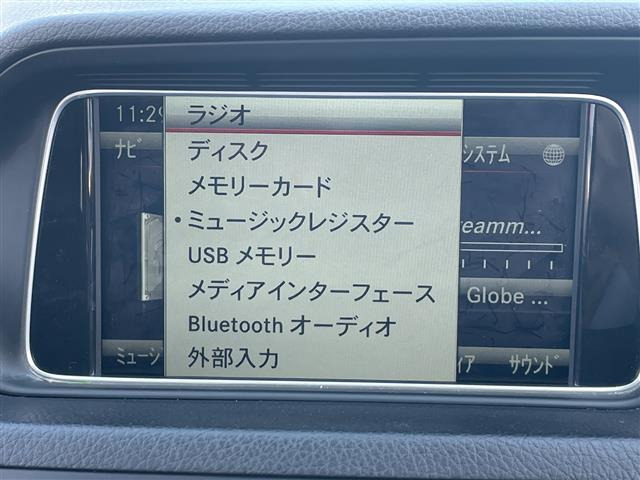 11:29 ラジオ
ナビ ディスク システム
メモリーカード
・ミュージックレジスター reamm...
USB メモリー
メディアインターフェース Globe ...
Bluetooth オーディオ
外部入力
ミュージ ィア サウンド